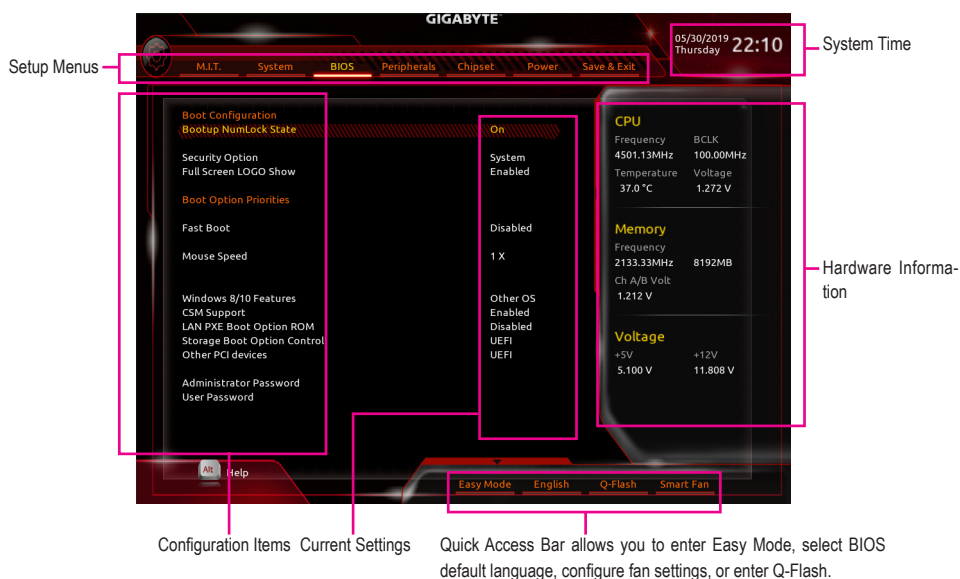 GIGABYTE
05/30/2019
Thursday 22:10
System Time
Setup Menus
M.I.T. System BIOS Peripherals Chipset Power Save & Exit
Boot Configuration
Bootup NumLock State On
Security Option System
Full Screen LOGO Show Enabled
Boot Option Priorities
Fast Boot Disabled
Mouse Speed 1 X
Windows 8/10 Features Other OS
CSM Support Enabled
LAN PXE Boot Option ROM Disabled
Storage Boot Option Control UEFI
Other PCI devices UEFI
Administrator Password
User Password
CPU
Frequency BCLK
4501.13MHz 100.00MHz
Temperature Voltage
37.0 °C 1.272 V
Memory
Frequency
2133.33MHz 8192MB
Ch A/B Volt
1.212 V
Voltage
+5V +12V
5.100 V 11.808 V
Hardware Informa-
tion
Alt Help
Easy Mode English Q-Flash Smart Fan
Configuration Items Current Settings
Quick Access Bar allows you to enter Easy Mode, select BIOS
default language, configure fan settings, or enter Q-Flash.